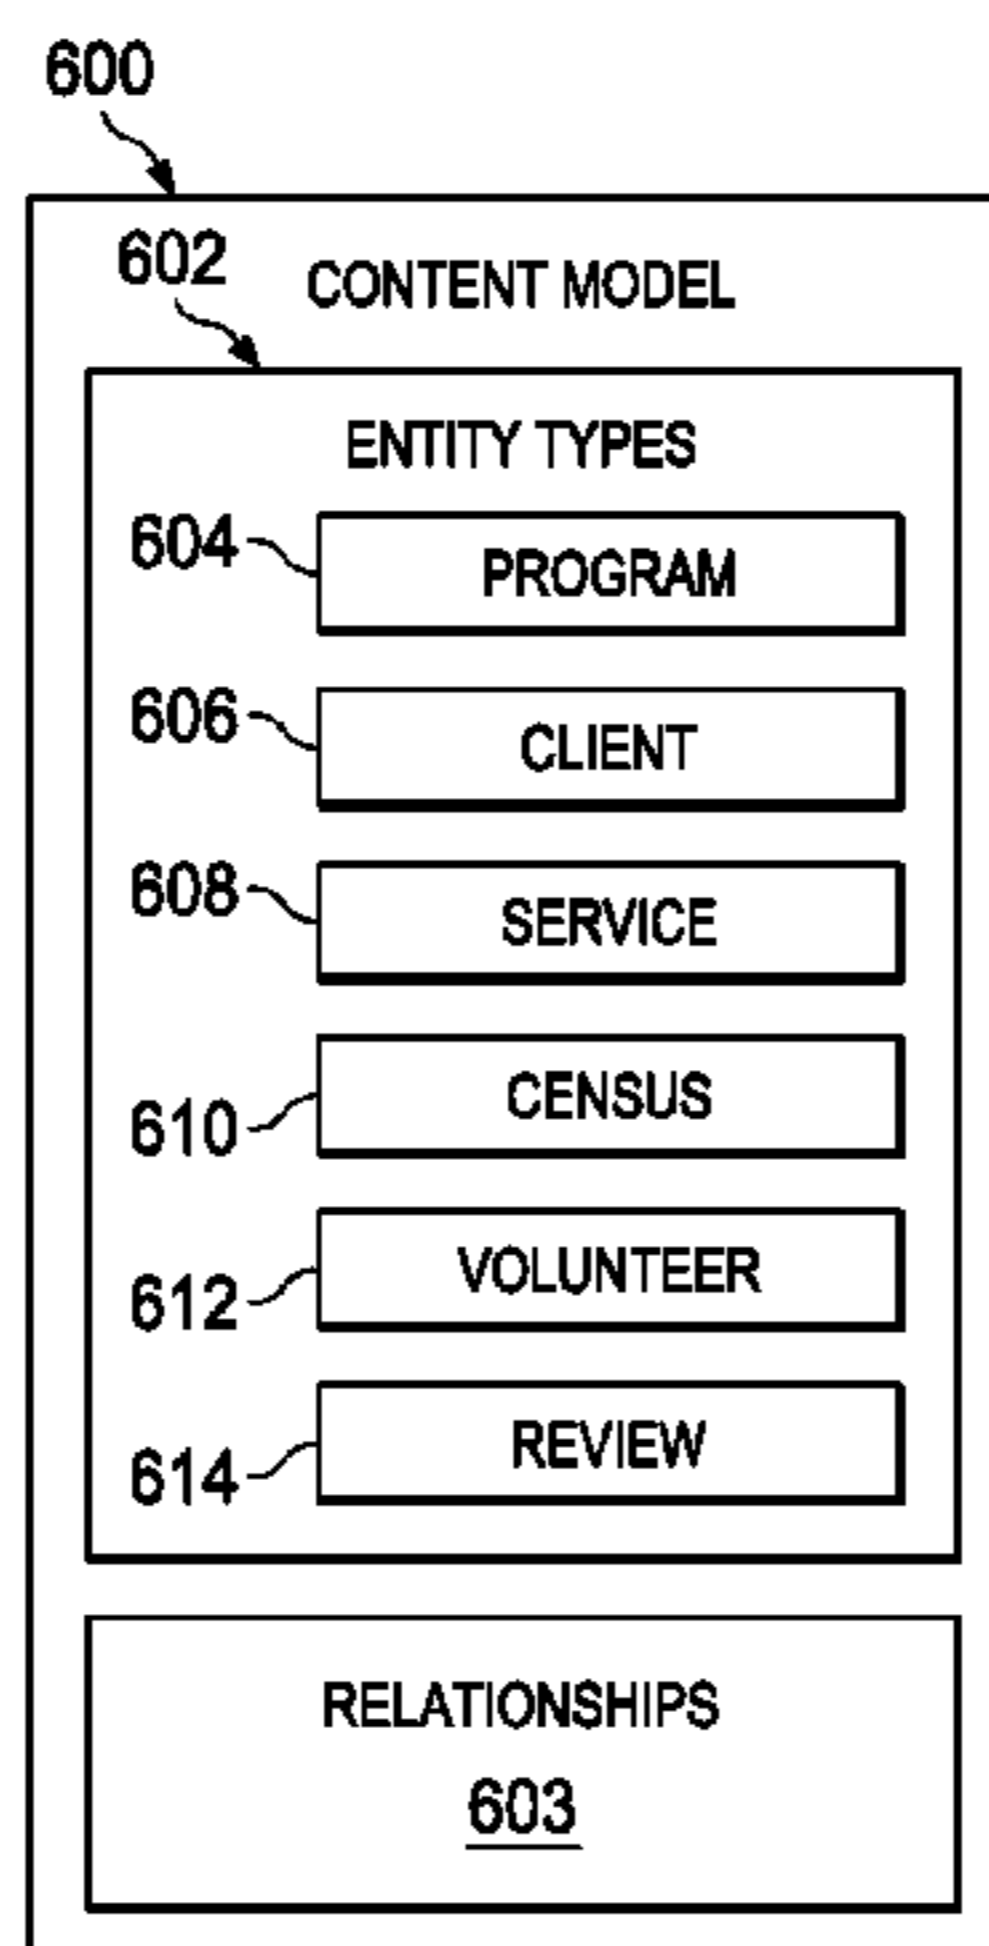 600
602
CONTENT MODEL
ENTITY TYPES
604
PROGRAM
606
CLIENT
608
SERVICE
610
CENSUS
612
VOLUNTEER
614
REVIEW
RELATIONSHIPS
603